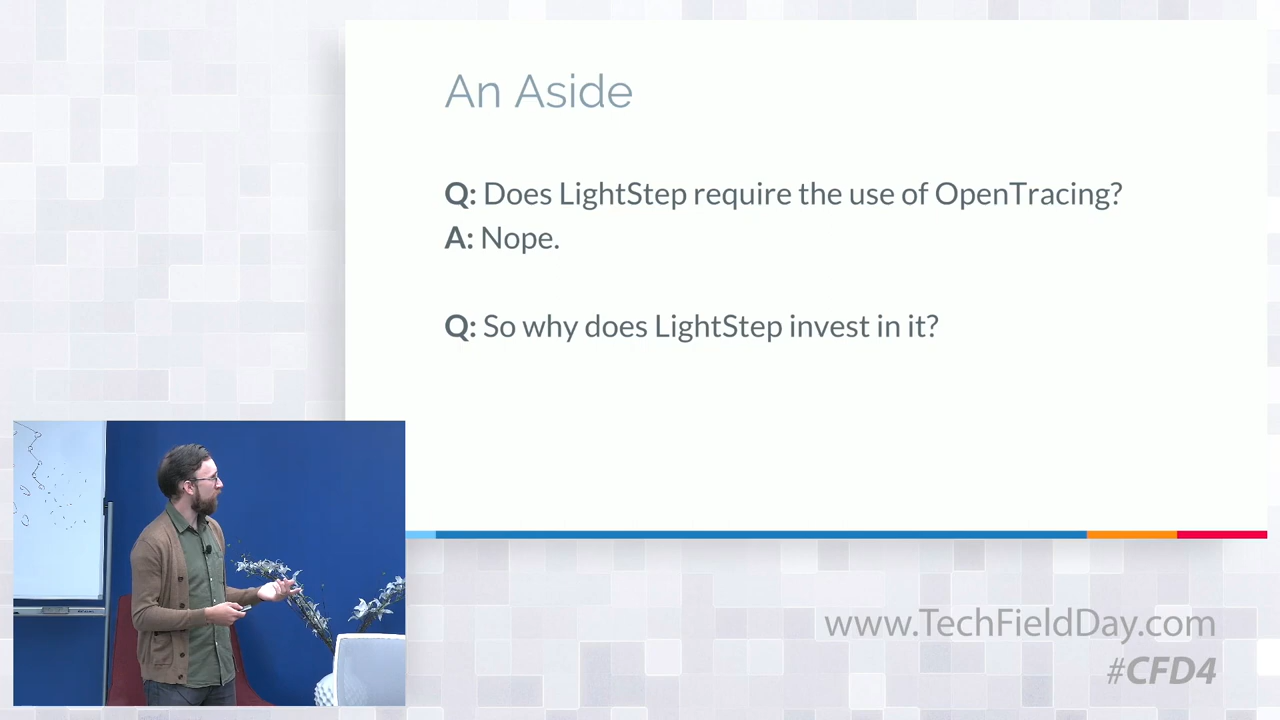 An Aside
Q: Does LightStep require the use of OpenTracing?
A: Nope.
Q: So why does LightStep invest in it?
www.TechFieldDay.com
#CFD4